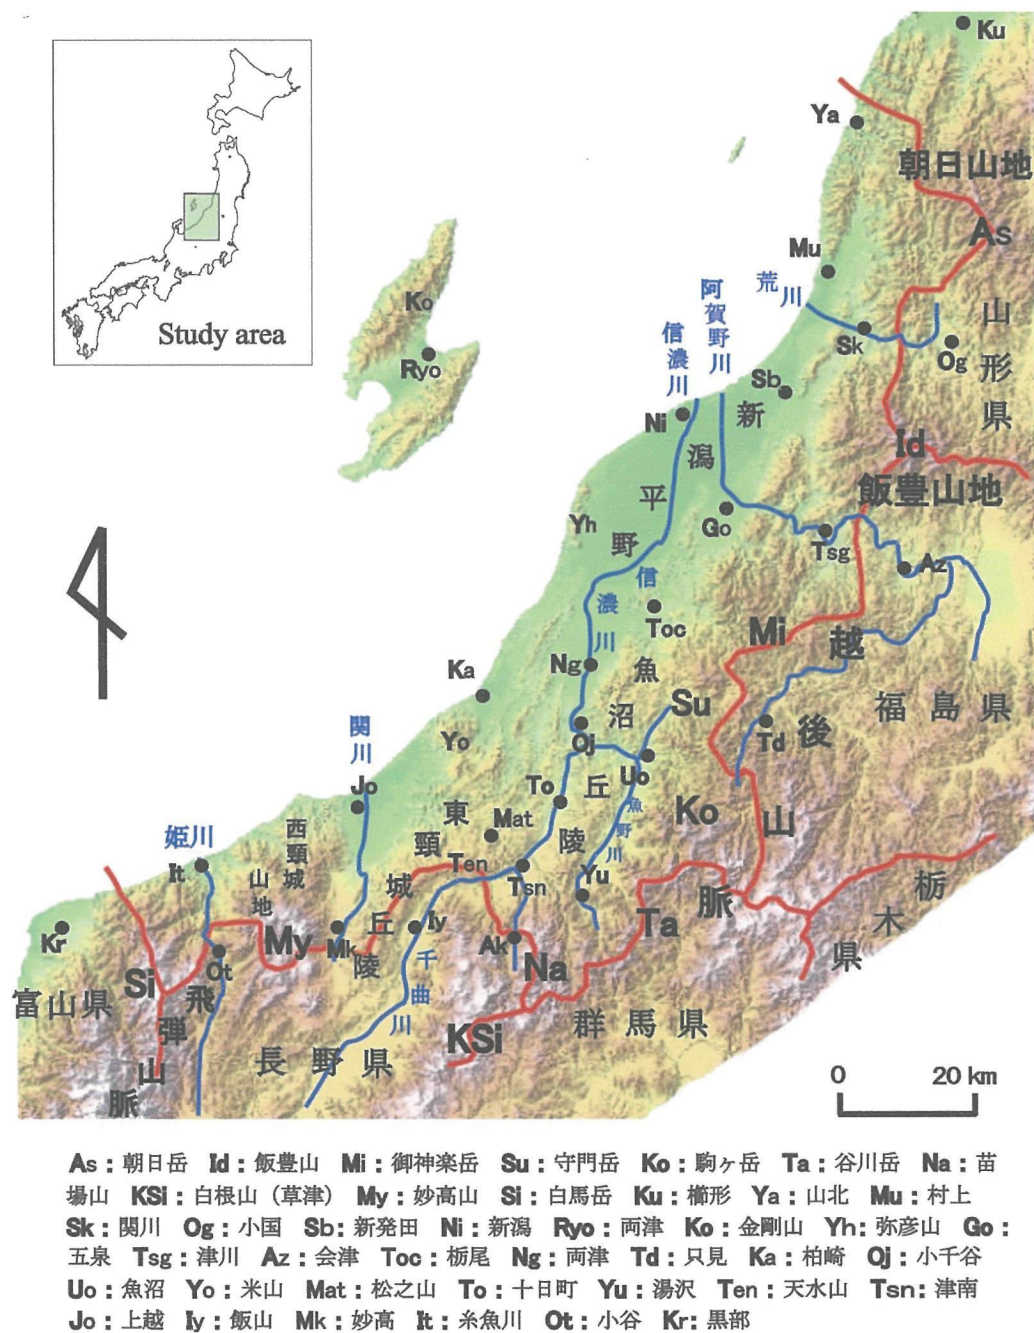 Study area
Ku
Ya
朝日山地
As
Mu
荒川
阿賀野川
信濃川
Ko
Ryo
Sk
Og
山形県
Sb
Ni
新潟平野
Id
飯豊山地
Yh
Go
Tsg
Az
信濃川
Toc
Mi
越後山脈
Ka
Ng
魚沼丘陵
Su
福島県
Td
関川
Yo
Oj
Uo
魚野川
Jo
To
Ko
東頸城丘陵
Mat
姫川
西頸城
山地
It
Ten
Tsn
Yu
栃木県
Kr
My
Mk
Iy
Ak
Ta
Si
Ot
千曲川
Na
富山県
飛弾山脈
長野県
KSi
群馬県
0 20 km
As：朝日岳 Id：飯豊山 Mi：御神楽岳 Su：守門岳 Ko：駒ヶ岳 Ta：谷川岳 Na：苗
場山 KSi：白根山（草津） My：妙高山 Si：白馬岳 Ku：櫛形 Ya：山北 Mu：村上
Sk：関川 Og：小国 Sb：新発田 Ni：新潟 Ryo：両津 Ko：金剛山 Yh：弥彦山 Go：
五泉 Tsg：津川 Az：会津 Toc：栃尾 Ng：両津 Td：只見 Ka：柏崎 Oj：小千谷
Uo：魚沼 Yo：米山 Mat：松之山 To：十日町 Yu：湯沢 Ten：天水山 Tsn：津南
Jo：上越 Iy：飯山 Mk：妙高 It：糸魚川 Ot：小谷 Kr：黒部